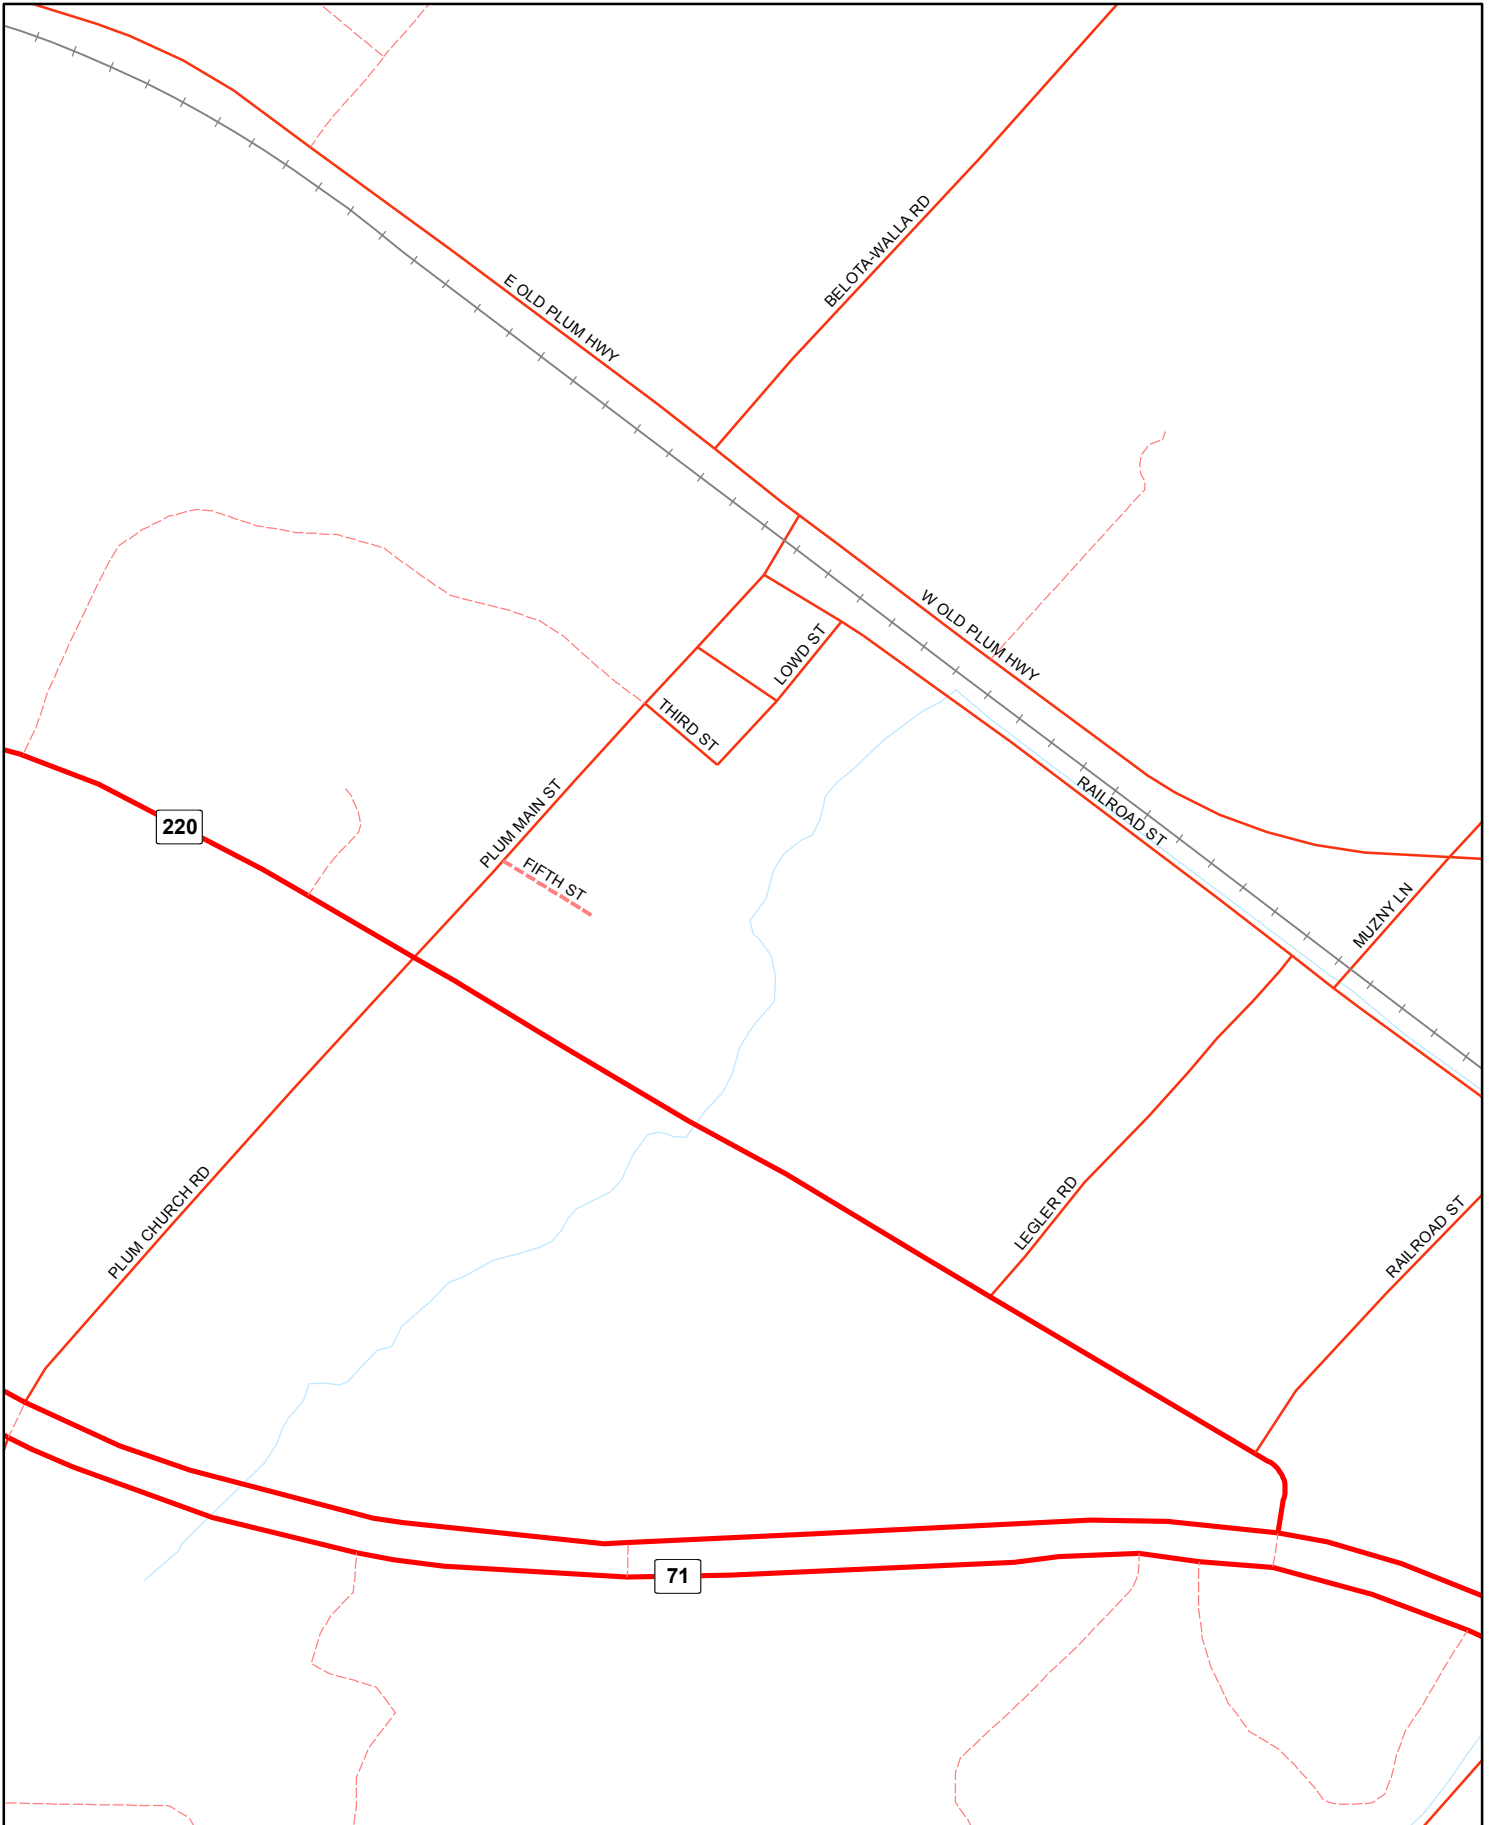 BELOTA-WALLA RD
E OLD PLUM HWY
W OLD PLUM HWY
LOWD ST
THIRD ST
PLUM MAIN ST
RAILROAD ST
220
FIFTH ST
MUZNY LN
PLUM CHURCH RD
LEGLER RD
RAILROAD ST
71